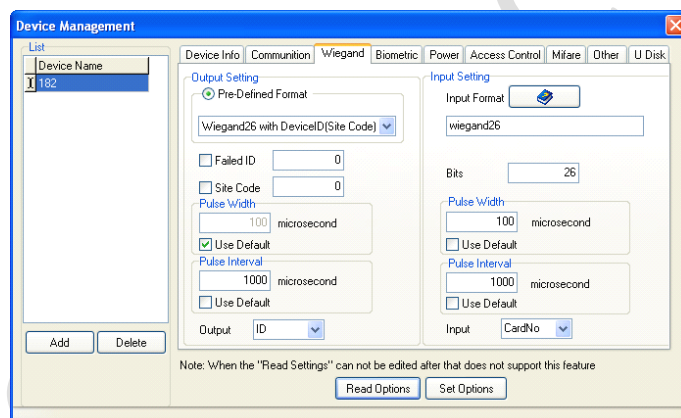 Device Management
List
Device Name
182
Add
Delete
Device Info Communition Wiegand Biometric Power Access Control Mifare Other U Disk
Output Setting
Pre-Defined Format
Wiegand26 with DeviceID(Site Code)
Failed ID 0
Site Code 0
Pulse Width
100 microsecond
Use Default
Pulse Interval
1000 microsecond
Use Default
Output ID
Input Setting
Input Format
wiegand26
Bits 26
Pulse Width
100 microsecond
Use Default
Pulse Interval
1000 microsecond
Use Default
Input CardNo
Note: When the "Read Settings" can not be edited after that does not support this feature
Read Options Set Options